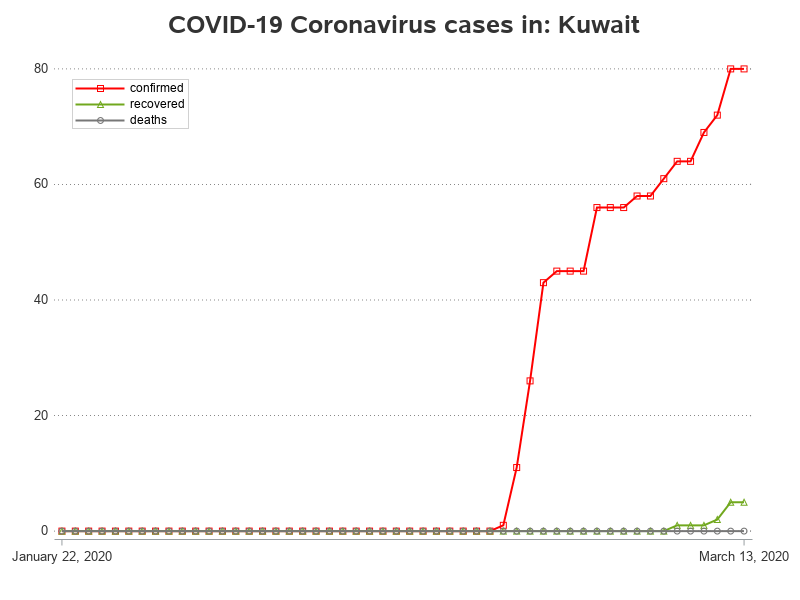 COVID-19 Coronavirus cases in: Kuwait
80
confirmed
recovered
deaths
60
40
20
0
January 22, 2020
March 13, 2020